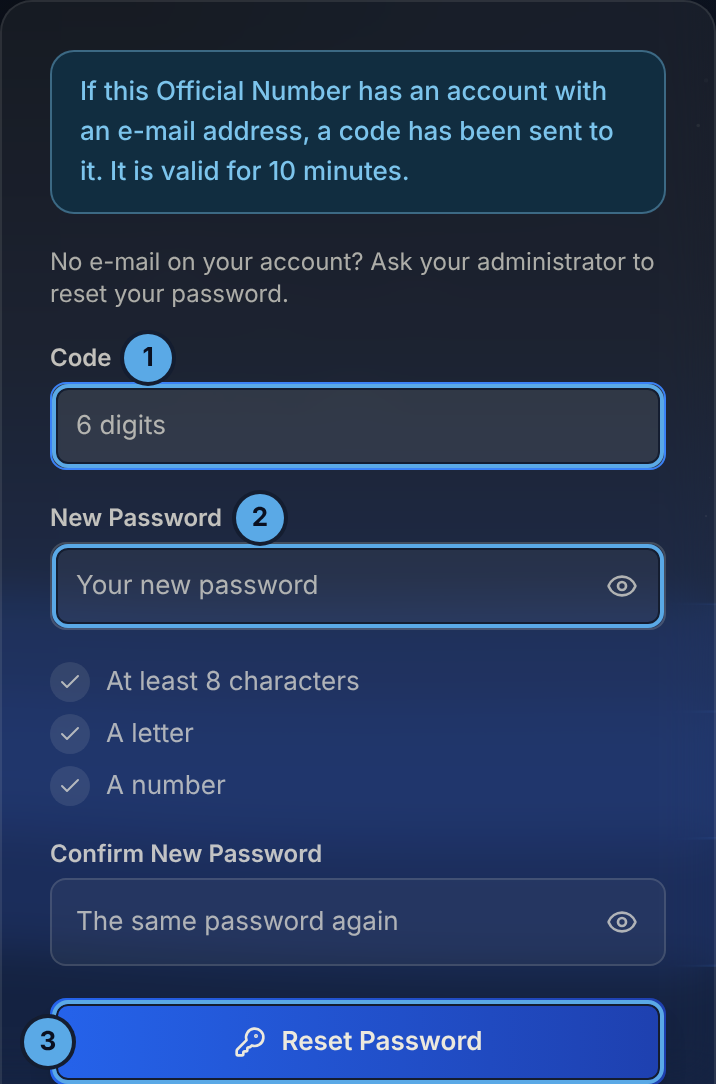 If this Official Number has an account with
an e-mail address, a code has been sent to
it. It is valid for 10 minutes.
No e-mail on your account? Ask your administrator to
reset your password.
Code 1
6 digits
New Password 2
Your new password
At least 8 characters
A letter
A number
Confirm New Password
The same password again
3 Reset Password